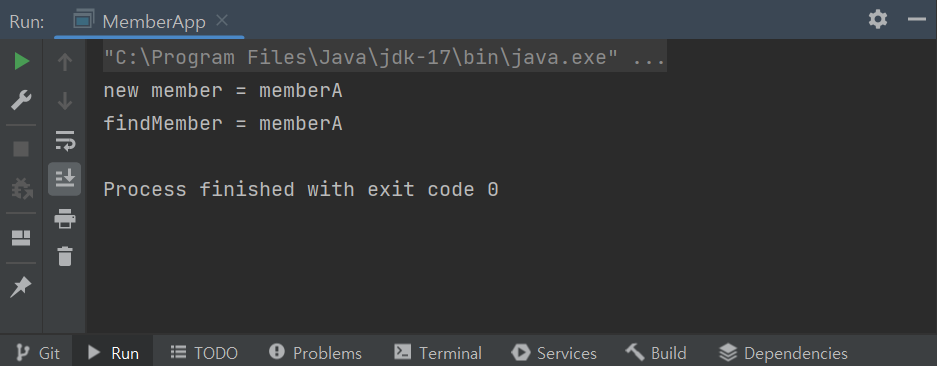 Run: MemberApp
"C:\Program Files\Java\jdk-17\bin\java.exe" ...
new member = memberA
findMember = memberA
Process finished with exit code 0
Git Run TODO Problems Terminal Services Build Dependencies